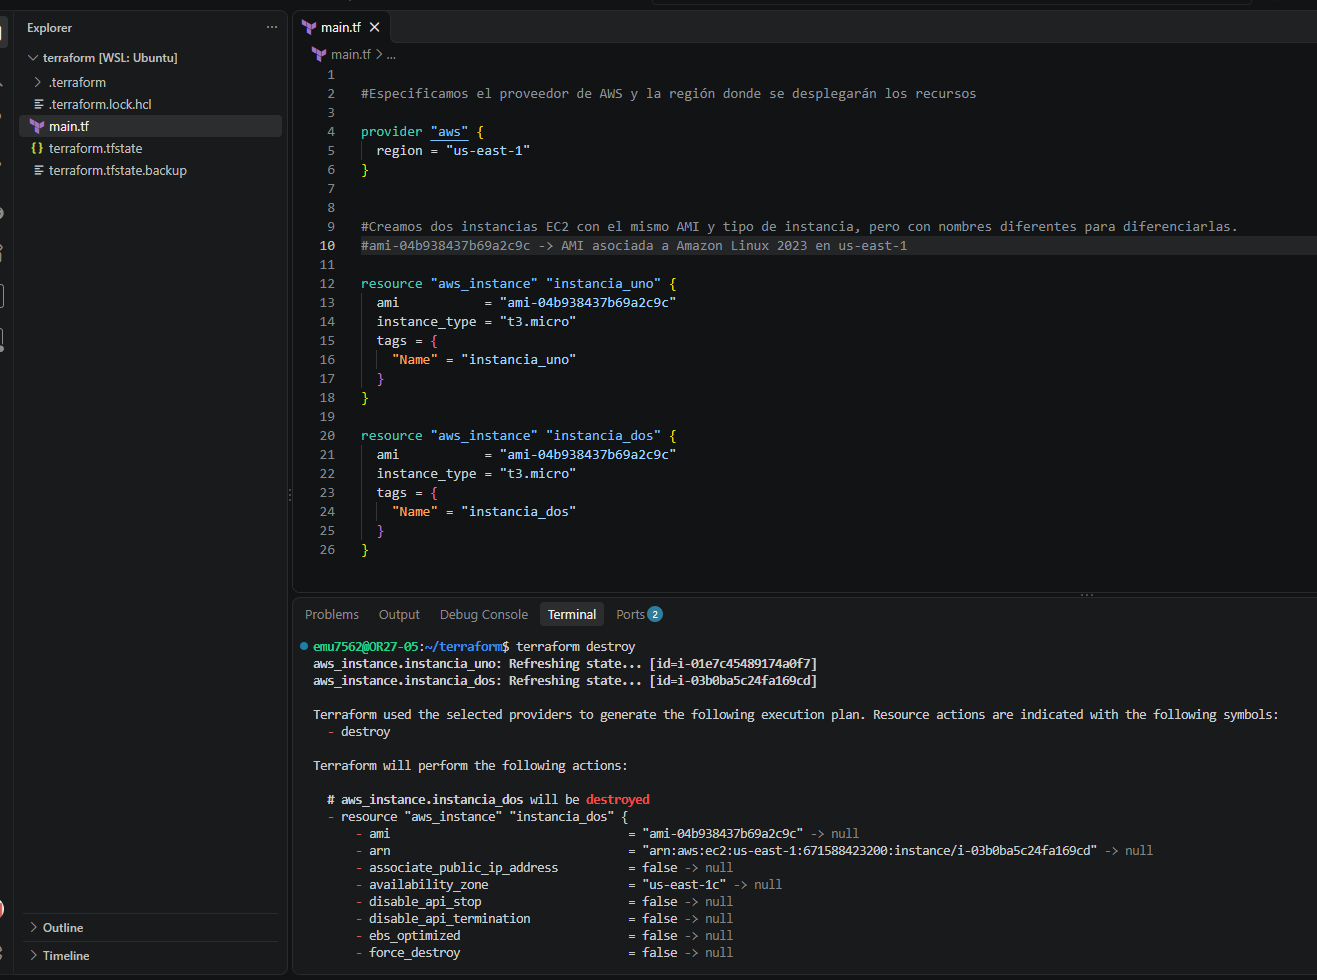 Explorer
terraform [WSL: Ubuntu]
.terraform
.terraform.lock.hcl
main.tf
terraform.tfstate
terraform.tfstate.backup
Outline
Timeline
main.tf
main.tf > ...
1
2 #Especificamos el proveedor de AWS y la región donde se desplegarán los recursos
3
4 provider "aws" {
5 region = "us-east-1"
6 }
7
8
9 #Creamos dos instancias EC2 con el mismo AMI y tipo de instancia, pero con nombres diferentes para diferenciarlas.
10 #ami-04b938437b69a2c9c -> AMI asociada a Amazon Linux 2023 en us-east-1
11
12 resource "aws_instance" "instancia_uno" {
13 ami = "ami-04b938437b69a2c9c"
14 instance_type = "t3.micro"
15 tags = {
16 "Name" = "instancia_uno"
17 }
18 }
19
20 resource "aws_instance" "instancia_dos" {
21 ami = "ami-04b938437b69a2c9c"
22 instance_type = "t3.micro"
23 tags = {
24 "Name" = "instancia_dos"
25 }
26 }
Problems Output Debug Console Terminal Ports 2
emu7562@OR27-05:~/terraform$ terraform destroy
aws_instance.instancia_uno: Refreshing state... [id=i-01e7c45489174a0f7]
aws_instance.instancia_dos: Refreshing state... [id=i-03b0ba5c24fa169cd]
Terraform used the selected providers to generate the following execution plan. Resource actions are indicated with the following symbols:
- destroy
Terraform will perform the following actions:
# aws_instance.instancia_dos will be destroyed
- resource "aws_instance" "instancia_dos" {
- ami = "ami-04b938437b69a2c9c" -> null
- arn = "arn:aws:ec2:us-east-1:671588423200:instance/i-03b0ba5c24fa169cd" -> null
- associate_public_ip_address = false -> null
- availability_zone = "us-east-1c" -> null
- disable_api_stop = false -> null
- disable_api_termination = false -> null
- ebs_optimized = false -> null
- force_destroy = false -> null